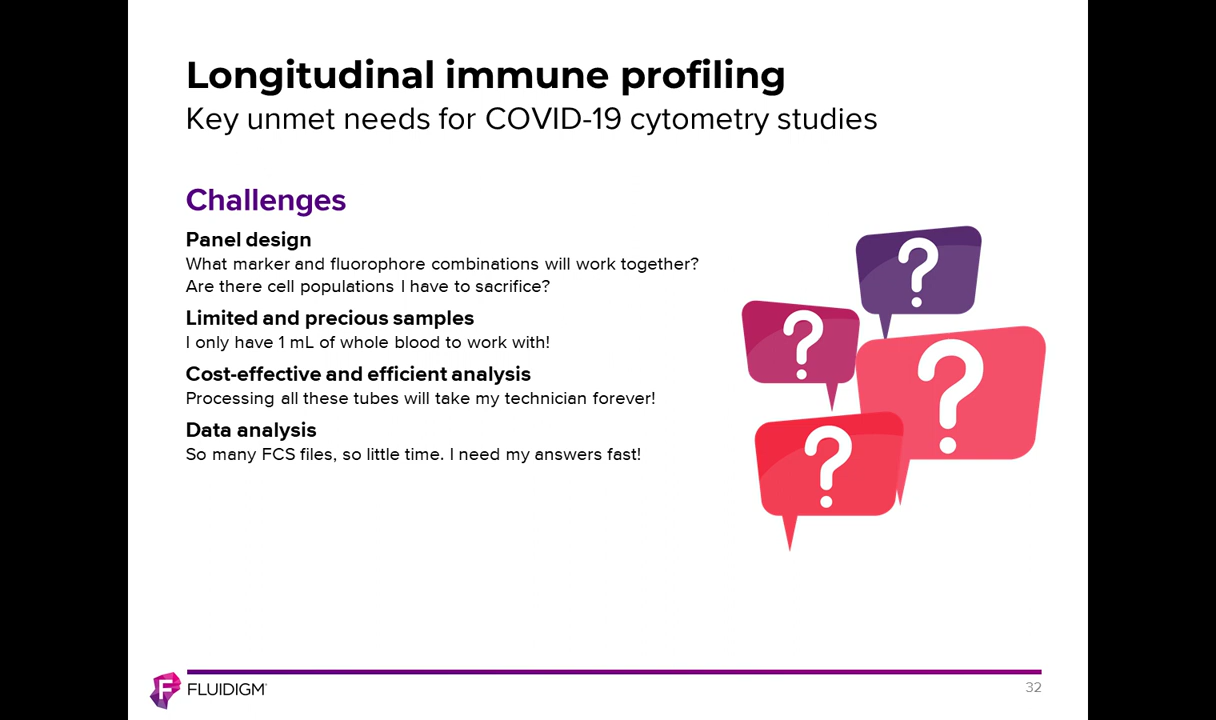 Longitudinal immune profiling
Key unmet needs for COVID-19 cytometry studies
Challenges
Panel design
What marker and fluorophore combinations will work together?
Are there cell populations I have to sacrifice?
Limited and precious samples
I only have 1 mL of whole blood to work with!
Cost-effective and efficient analysis
Processing all these tubes will take my technician forever!
Data analysis
So many FCS files, so little time. I need my answers fast!
?
?
?
?
F FLUIDIGM
32